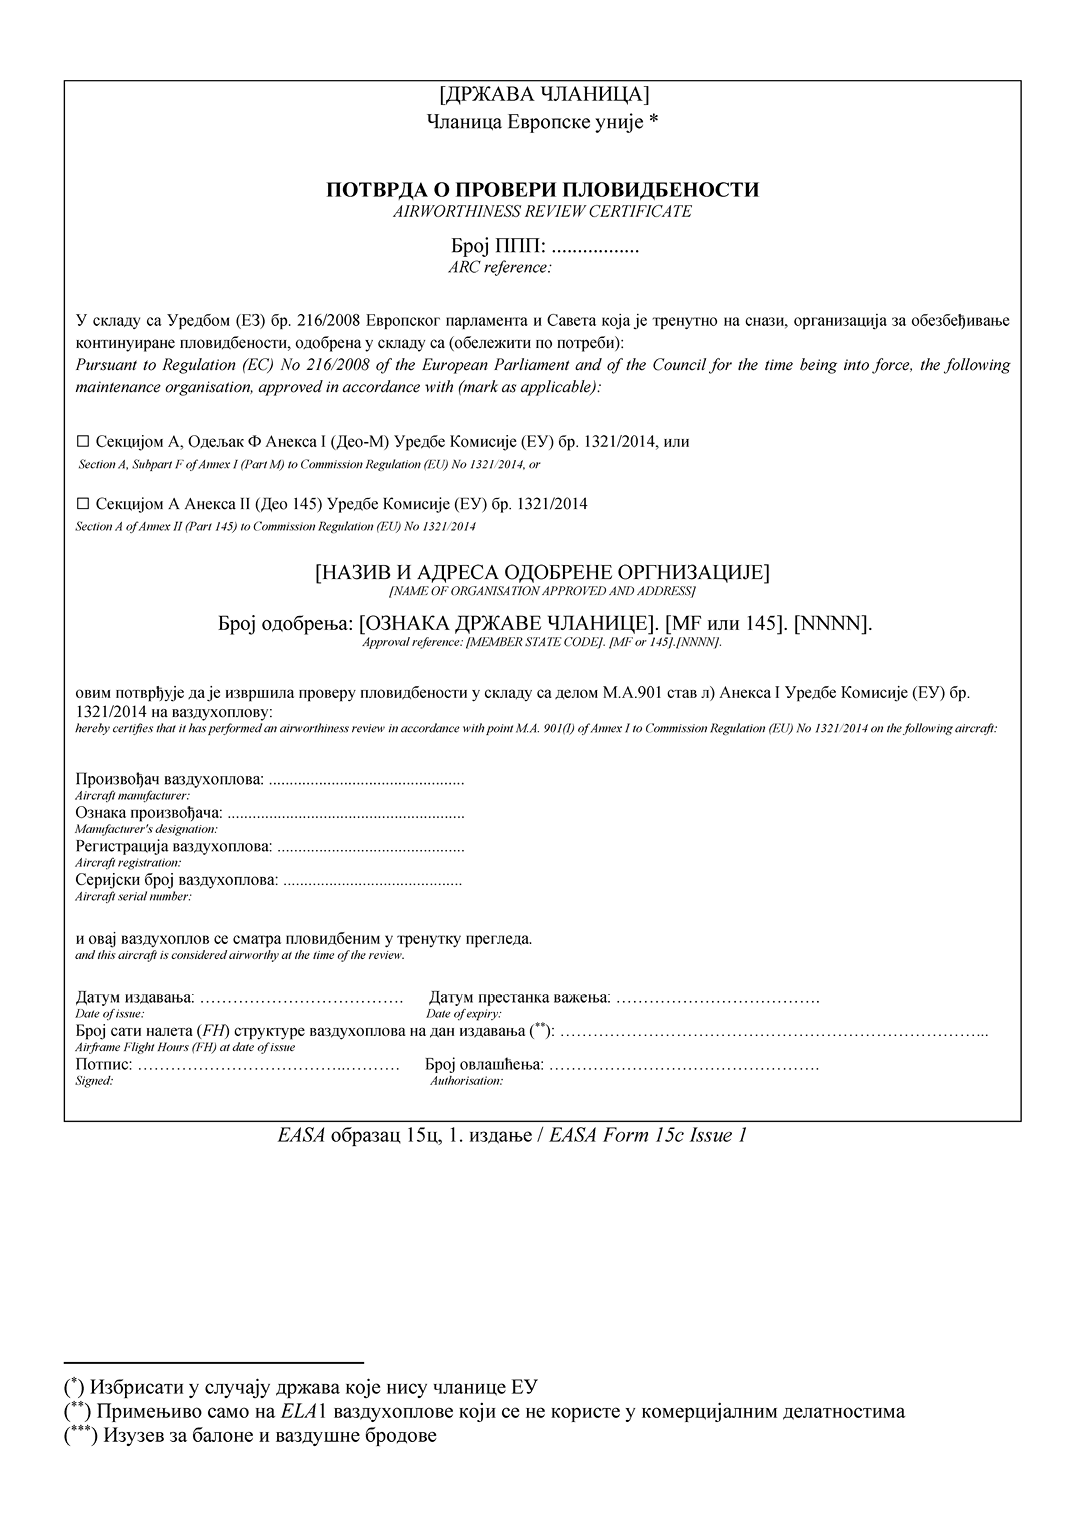 [ДРЖАВА ЧЛАНИЦА]
Чланица Европске уније *
ПОТВРДА О ПРОВЕРИ ПЛОВИДБЕНОСТИ
AIRWORTHINESS REVIEW CERTIFICATE
Број ППП: .................
ARC reference:
У складу са Уредбом (ЕЗ) бр. 216/2008 Европског парламента и Савета која је тренутно на снази, организација за обезбеђивање
континуиране пловидбености, одобрена у складу са (обележити по потреби):
Pursuant to Regulation (EC) No 216/2008 of the European Parliament and of the Council for the time being into force, the following
maintenance organisation, approved in accordance with (mark as applicable):
☐ Секцијом А, Одељак Ф Анекса I (Део-М) Уредбе Комисије (ЕУ) бр. 1321/2014, или
Section A, Subpart F of Annex I (Part M) to Commission Regulation (EU) No 1321/2014, or
☐ Секцијом А Анекса II (Део 145) Уредбе Комисије (ЕУ) бр. 1321/2014
Section A of Annex II (Part 145) to Commission Regulation (EU) No 1321/2014
[НАЗИВ И АДРЕСА ОДОБРЕНЕ ОРГНИЗАЦИЈЕ]
[NAME OF ORGANISATION APPROVED AND ADDRESS]
Број одобрења: [ОЗНАКА ДРЖАВЕ ЧЛАНИЦЕ]. [MF или 145]. [NNNN].
Approval reference: [MEMBER STATE CODE]. [MF or 145].[NNNN].
овим потврђује да је извршила проверу пловидбености у складу са делом М.А.901 став л) Анекса I Уредбе Комисије (ЕУ) бр.
1321/2014 на ваздухоплову:
hereby certifies that it has performed an airworthiness review in accordance with point M.A. 901(I) of Annex I to Commission Regulation (EU) No 1321/2014 on the following aircraft:
Произвођач ваздухоплова: ...............................................
Aircraft manufacturer:
Ознака произвођача: .........................................................
Manufacturer's designation:
Регистрација ваздухоплова: .............................................
Aircraft registration:
Серијски број ваздухоплова: ...........................................
Aircraft serial number:
и овај ваздухоплов се сматра пловидбеним у тренутку прегледа.
and this aircraft is considered airworthy at the time of the review.
Датум издавања: ………………………………. Датум престанка важења: ……………………………….
Date of issue: Date of expiry:
Број сати налета (FH) структуре ваздухоплова на дан издавања (**): …………………………………………………………………...
Airframe Flight Hours (FH) at date of issue
Потпис: ………………………………..……… Број овлашћења: ………………………………………….
Signed: Authorisation:
EASA образац 15ц, 1. издање / EASA Form 15c Issue 1
(*) Избрисати у случају држава које нису чланице ЕУ
(**) Примењиво само на ELA1 ваздухоплове који се не користе у комерцијалним делатностима
(***) Изузев за балоне и ваздушне бродове